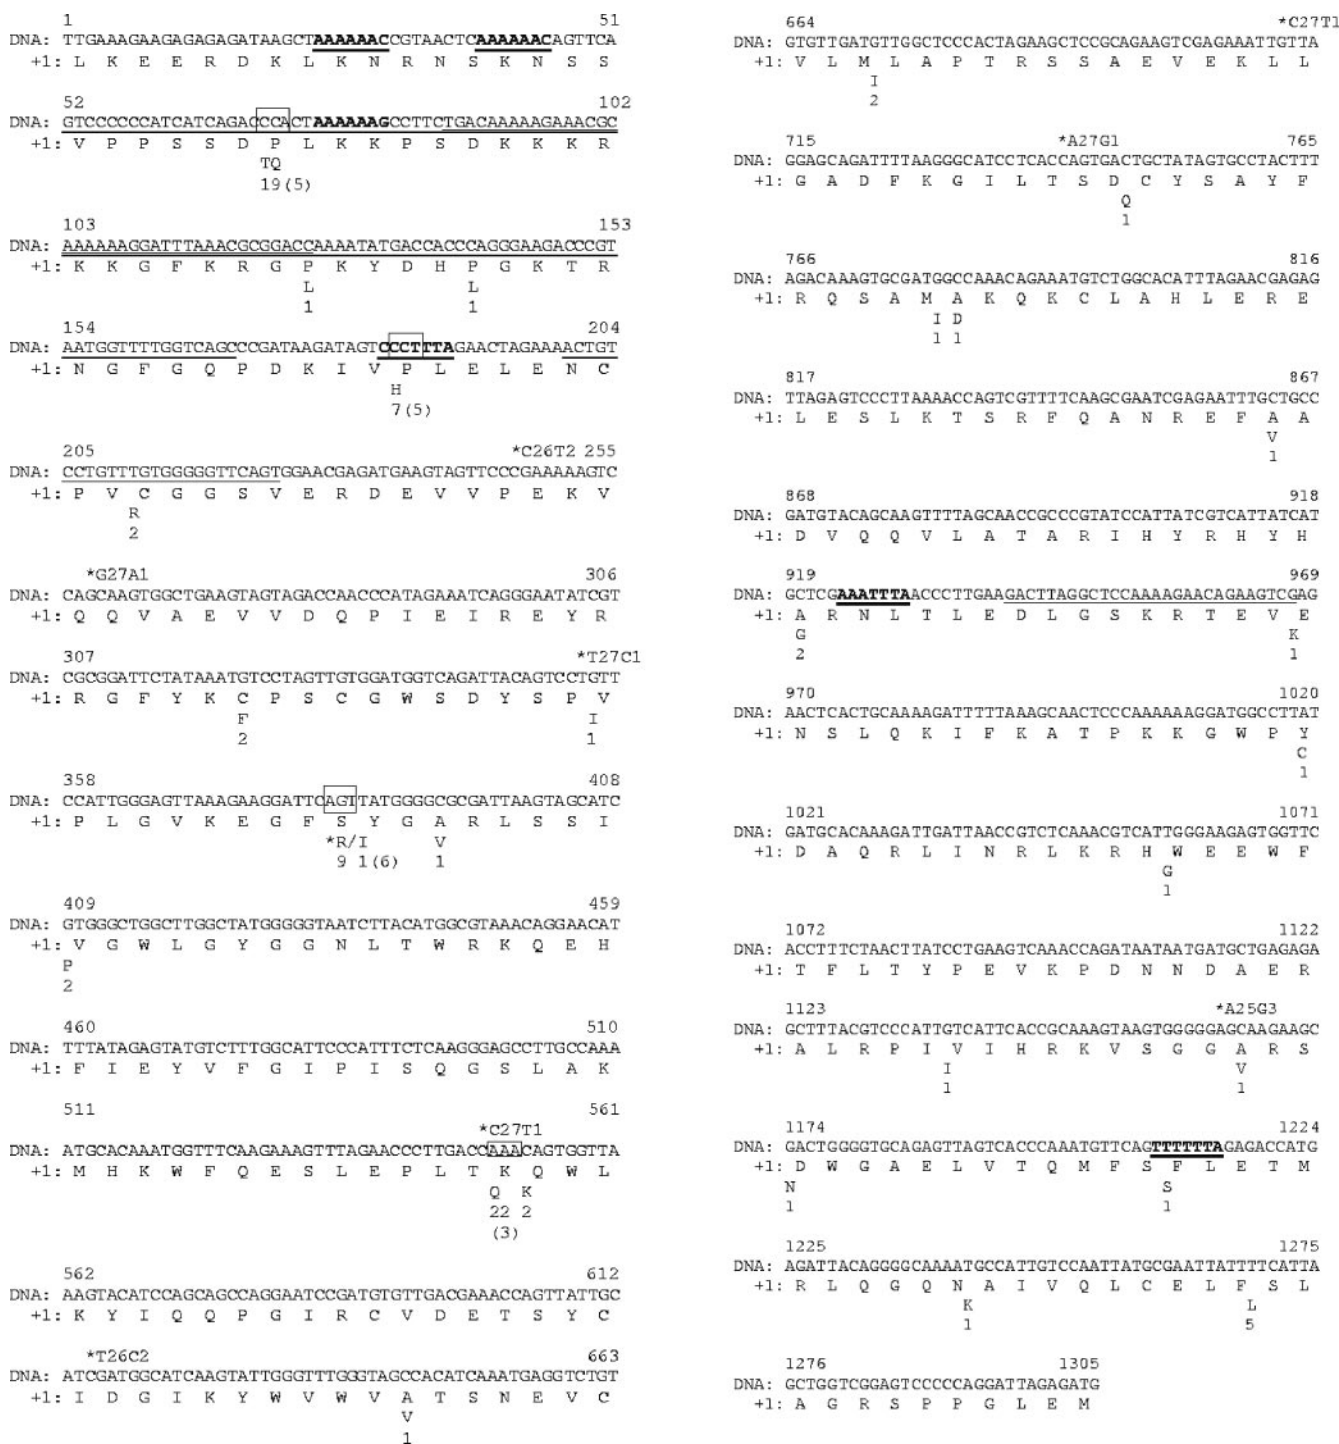 1 51
DNA: TTGAAAGAAGAGAGAGATAAGCTAAAAAACCGTAACTCAAAAAACAGTTCA
+1: L K E E R D K L K N R N S K N S S
52 102
DNA: GTCCCCCCATCATCAGACCCACTAAAAAAGCCTTCTGACAAAAAGAAACGC
+1: V P P S S D P L K K P S D K K K R
TQ
19(5)
103 153
DNA: AAAAAAGGATTTAAACGCGGACCAAAATATGACCACCCAGGGAAGACCCGT
+1: K K G F K R G P K Y D H P G K T R
L L
1 1
154 204
DNA: AATGGTTTTGGTCAGCCCGATAAGATAGTCCCTTTAGAACTAGAAAACTGT
+1: N G F G Q P D K I V P L E L E N C
H
7(5)
*C26T2
205 255
DNA: CCTGTTTGTGGGGGTTCAGTGGAACGAGATGAAGTAGTTCCCGAAAAAGTC
+1: P V C G G S V E R D E V V P E K V
R
2
*G27A1 306
DNA: CAGCAAGTGGCTGAAGTAGTAGACCAACCCATAGAAATCAGGGAATATCGT
+1: Q Q V A E V V D Q P I E I R E Y R
307 *T27C1
DNA: CGCGGATTCTATAAATGTCCTAGTTGTGGATGGTCAGATTACAGTCCTGTT
+1: R G F Y K C P S C G W S D Y S P V
F I
2 1
358 408
DNA: CCATTGGGAGTTAAAGAAGGATTCAGTTATGGGGCGCGATTAAGTAGCATC
+1: P L G V K E G F S Y G A R L S S I
*R/I V
9 1(6) 1
409 459
DNA: GTGGGCTGGCTTGGCTATGGGGGTAATCTTACATGGCGTAAACAGGAACAT
+1: V G W L G Y G G N L T W R K Q E H
P
2
460 510
DNA: TTTATAGAGTATGTCTTTGGCATTCCCATTTCTCAAGGGAGCCTTGCCAAA
+1: F I E Y V F G I P I S Q G S L A K
511 561
*C27T1
DNA: ATGCACAAATGGTTTCAAGAAAGTTTAGAACCCTTGACCAAACAGTGGTTA
+1: M H K W F Q E S L E P L T K Q W L
Q K
22 2
(3)
562 612
DNA: AAGTACATCCAGCAGCCAGGAATCCGATGTGTTGACGAAACCAGTTATTGC
+1: K Y I Q Q P G I R C V D E T S Y C
*T26C2 663
DNA: ATCGATGGCATCAAGTATTGGGTTTGGGTAGCCACATCAAATGAGGTCTGT
+1: I D G I K Y W V W V A T S N E V C
V
1
664 *C27T1
DNA: GTGTTGATGTTGGCTCCCACTAGAAGCTCCGCAGAAGTCGAGAAATTGTTA
+1: V L M L A P T R S S A E V E K L L
I
2
715 *A27G1 765
DNA: GGAGCAGATTTTAAGGGCATCCTCACCAGTGACTGCTATAGTGCCTACTTT
+1: G A D F K G I L T S D C Y S A Y F
Q
1
766 816
DNA: AGACAAAGTGCGATGGCCAAACAGAAATGTCTGGCACATTTAGAACGAGAG
+1: R Q S A M A K Q K C L A H L E R E
I D
1 1
817 867
DNA: TTAGAGTCCCTTAAAACCAGTCGTTTTCAAGCGAATCGAGAATTTGCTGCC
+1: L E S L K T S R F Q A N R E F A A
V
1
868 918
DNA: GATGTACAGCAAGTTTTAGCAACCGCCCGTATCCATTATCGTCATTATCAT
+1: D V Q Q V L A T A R I H Y R H Y H
919 969
DNA: GCTCGAAATTTAACCCTTGAAGACTTAGGCTCCAAAAGAACAGAAGTCGAG
+1: A R N L T L E D L G S K R T E V E
G K
2 1
970 1020
DNA: AACTCACTGCAAAAGATTTTTAAAGCAACTCCCAAAAAAGGATGGCCTTAT
+1: N S L Q K I F K A T P K K G W P Y
C
1
1021 1071
DNA: GATGCACAAAGATTGATTAACCGTCTCAAACGTCATTGGGAAGAGTGGTTC
+1: D A Q R L I N R L K R H W E E W F
G
1
1072 1122
DNA: ACCTTTCTAACTTATCCTGAAGTCAAACCAGATAATAATGATGCTGAGAGA
+1: T F L T Y P E V K P D N N D A E R
1123 *A25G3
DNA: GCTTTACGTCCCATTGTCATTCACCGCAAAGTAAGTGGGGGAGCAAGAAGC
+1: A L R P I V I H R K V S G G A R S
I V
1 1
1174 1224
DNA: GACTGGGGTGCAGAGTTAGTCACCCAAATGTTCAGTTTTTTAGAGACCATG
+1: D W G A E L V T Q M F S F L E T M
N S
1 1
1225 1275
DNA: AGATTACAGGGGCAAAATGCCATTGTCCAATTATGCGAATTATTTTCATTA
+1: R L Q G Q N A I V Q L C E L F S L
K L
1 5
1276 1305
DNA: GCTGGTCGGAGTCCCCCAGGATTAGAGATG
+1: A G R S P P G L E M